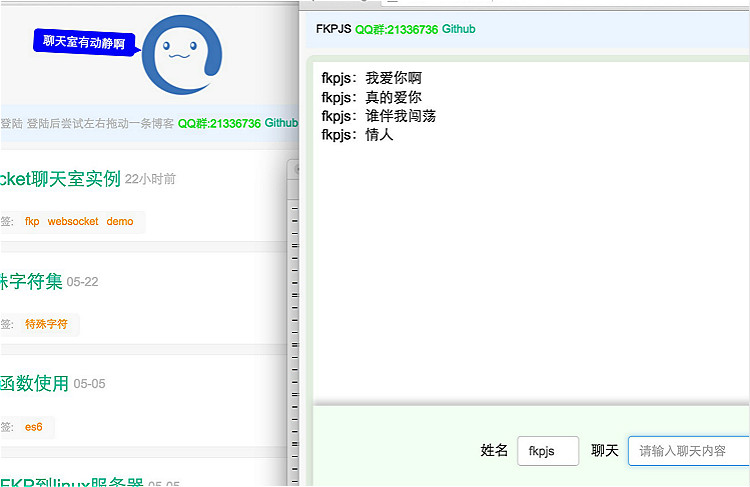 聊天室有动静啊
登陆 登陆后尝试左右拖动一条博客 QQ群:21336736 Github
cket聊天室实例 22小时前
签: fkp websocket demo
殊字符集 05-22
签: 特殊字符
函数使用 05-05
签: es6
FKP到linux服务器 05-05
FKPJS QQ群:21336736 Github
fkpjs：我爱你啊
fkpjs：真的爱你
fkpjs：谁伴我闯荡
fkpjs：情人
姓名 fkpjs 聊天 请输入聊天内容